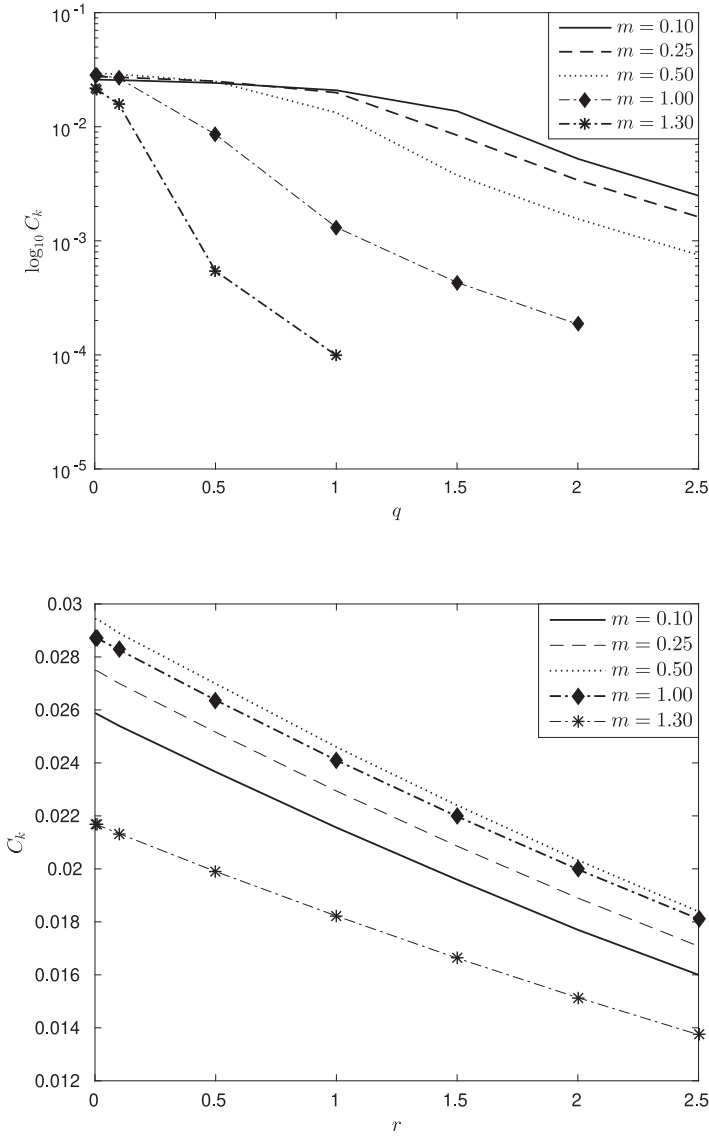 10^-1
10^-2
10^-3
10^-4
10^-5
log₁₀ C_k
0 0.5 1 1.5 2 2.5
q
m = 0.10
m = 0.25
m = 0.50
m = 1.00
m = 1.30
0.03
0.028
0.026
0.024
0.022
0.02
0.018
0.016
0.014
0.012
C_k
0 0.5 1 1.5 2 2.5
r
m = 0.10
m = 0.25
m = 0.50
m = 1.00
m = 1.30